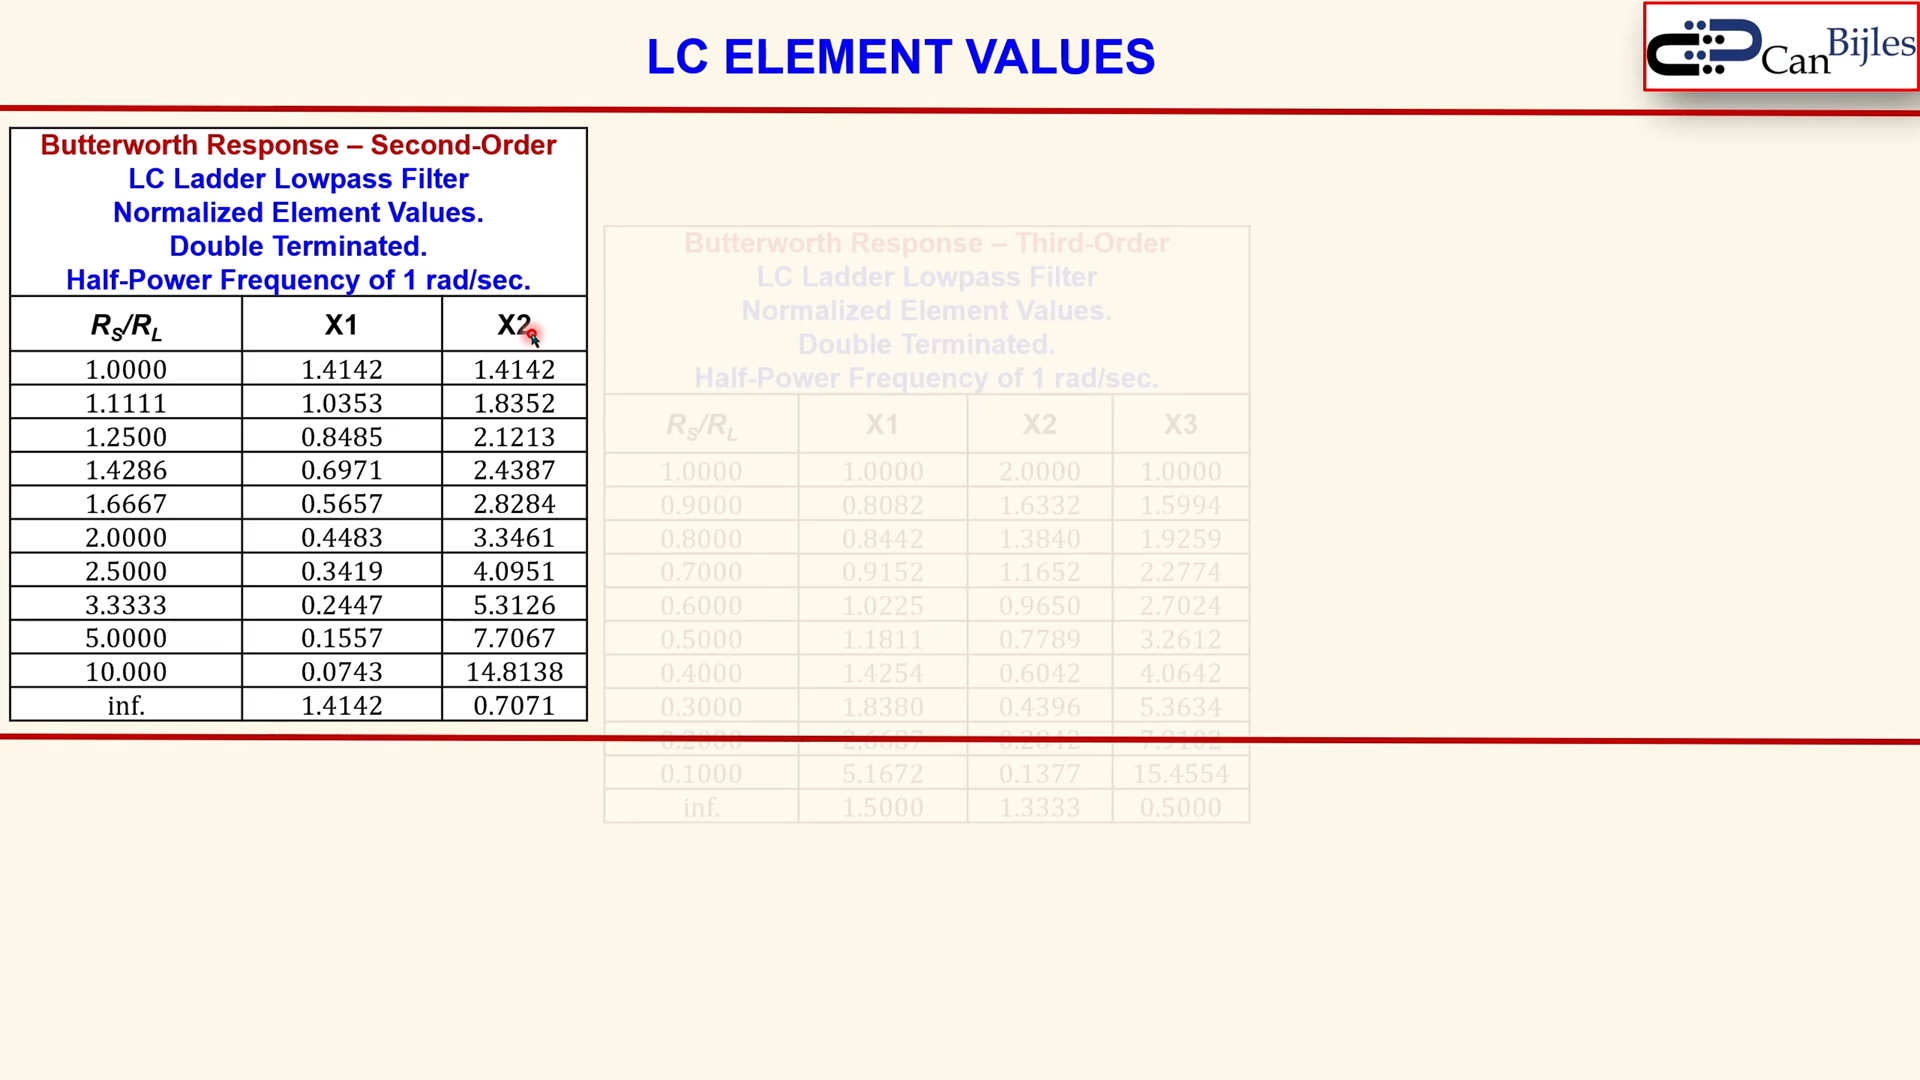 LC ELEMENT VALUES
CanBijles
Butterworth Response – Second-Order
LC Ladder Lowpass Filter
Normalized Element Values.
Double Terminated.
Half-Power Frequency of 1 rad/sec.
RS/RL X1 X2
1.0000 1.4142 1.4142
1.1111 1.0353 1.8352
1.2500 0.8485 2.1213
1.4286 0.6971 2.4387
1.6667 0.5657 2.8284
2.0000 0.4483 3.3461
2.5000 0.3419 4.0951
3.3333 0.2447 5.3126
5.0000 0.1557 7.7067
10.000 0.0743 14.8138
inf. 1.4142 0.7071
Butterworth Response – Third-Order
LC Ladder Lowpass Filter
Normalized Element Values.
Double Terminated.
Half-Power Frequency of 1 rad/sec.
RS/RL X1 X2 X3
1.0000 1.0000 2.0000 1.0000
0.9000 0.8082 1.6332 1.5994
0.8000 0.8442 1.3840 1.9259
0.7000 0.9152 1.1652 2.2774
0.6000 1.0225 0.9650 2.7024
0.5000 1.1811 0.7789 3.2612
0.4000 1.4254 0.6042 4.0642
0.3000 1.8380 0.4396 5.3634
0.1000 5.1672 0.1377 15.4554
inf. 1.5000 1.3333 0.5000